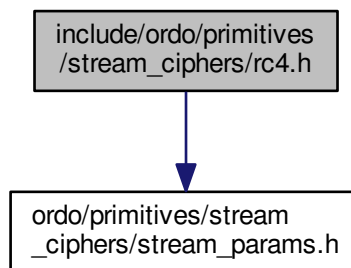 include/ordo/primitives
/stream_ciphers/rc4.h
ordo/primitives/stream
_ciphers/stream_params.h